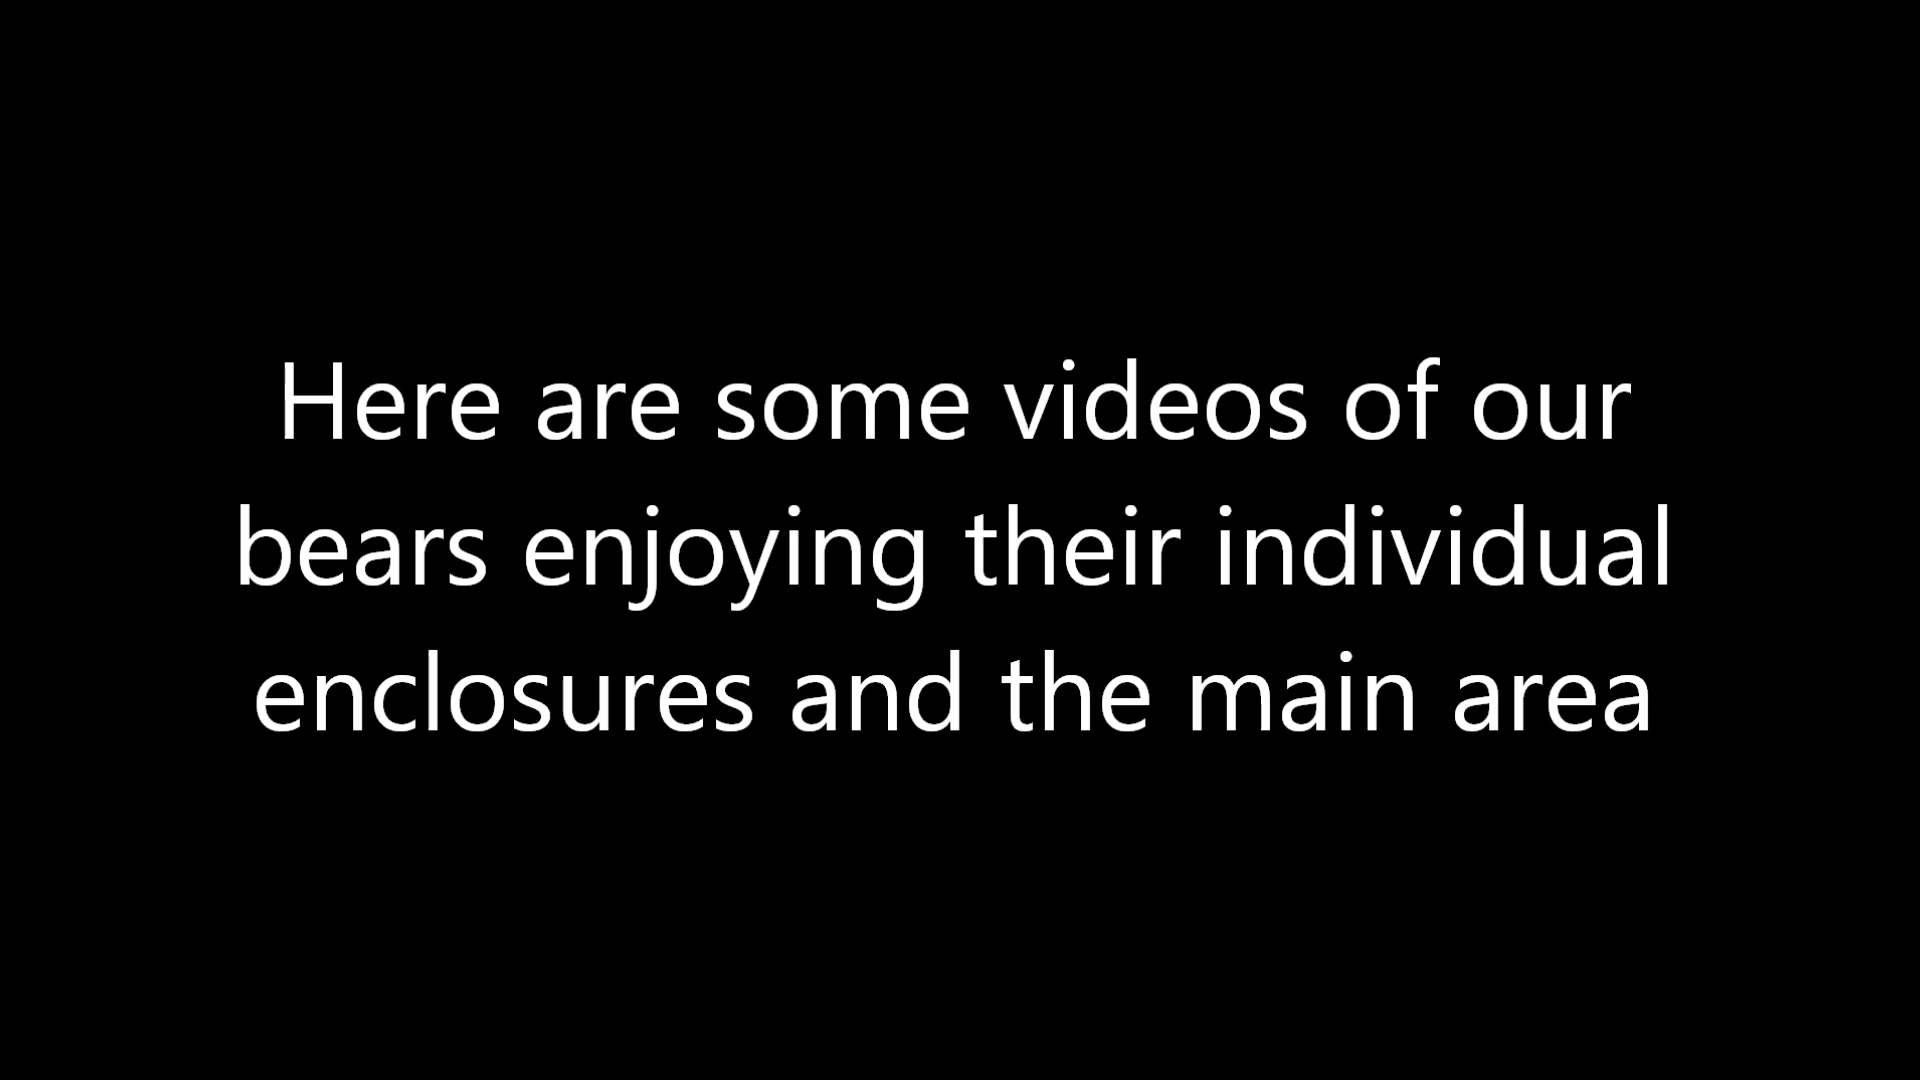 Here are some videos of our
bears enjoying their individual
enclosures and the main area